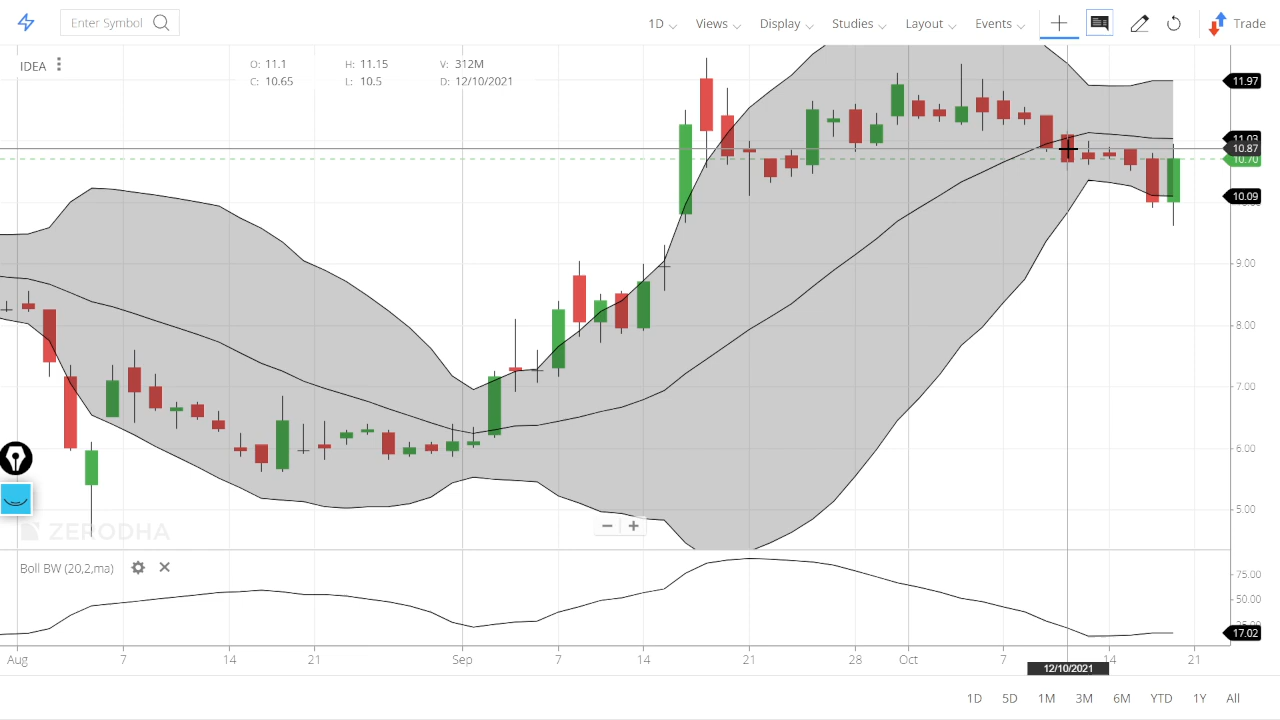 Enter Symbol 1D Views Display Studies Layout Events Trade
IDEA O: 11.1 H: 11.15 V: 312M
C: 10.65 L: 10.5 D: 12/10/2021
11.97
11.03
10.87
10.70
10.09
9.00
8.00
7.00
6.00
5.00
ZERODHA
Boll BW (20,2,ma)
75.00
50.00
17.02
Aug 7 14 21 Sep 7 14 21 28 Oct 7 14 21
12/10/2021
1D 5D 1M 3M 6M YTD 1Y All